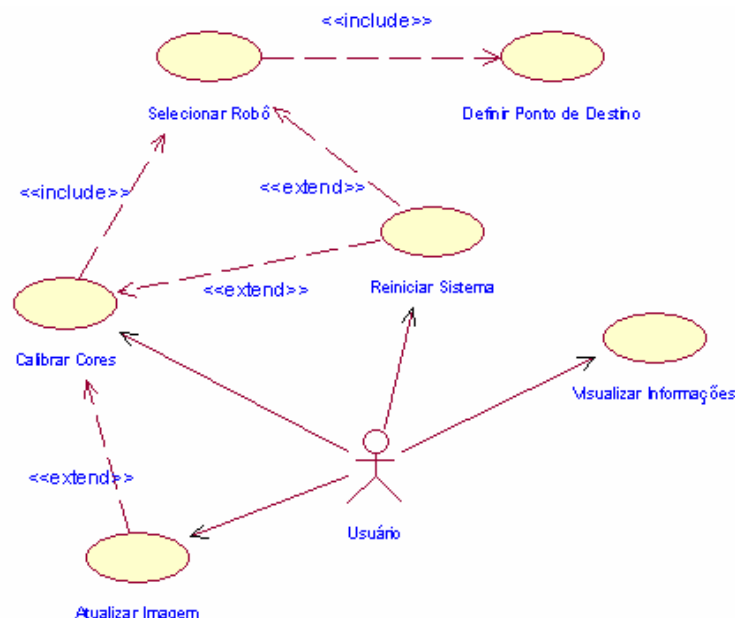 <<include>>
Selecionar Robô
Definir Ponto de Destino
<<include>>
<<extend>>
<<extend>>
Reiniciar Sistema
Calibrar Cores
Visualizar Informações
<<extend>>
Usuário
Atualizar Imagem